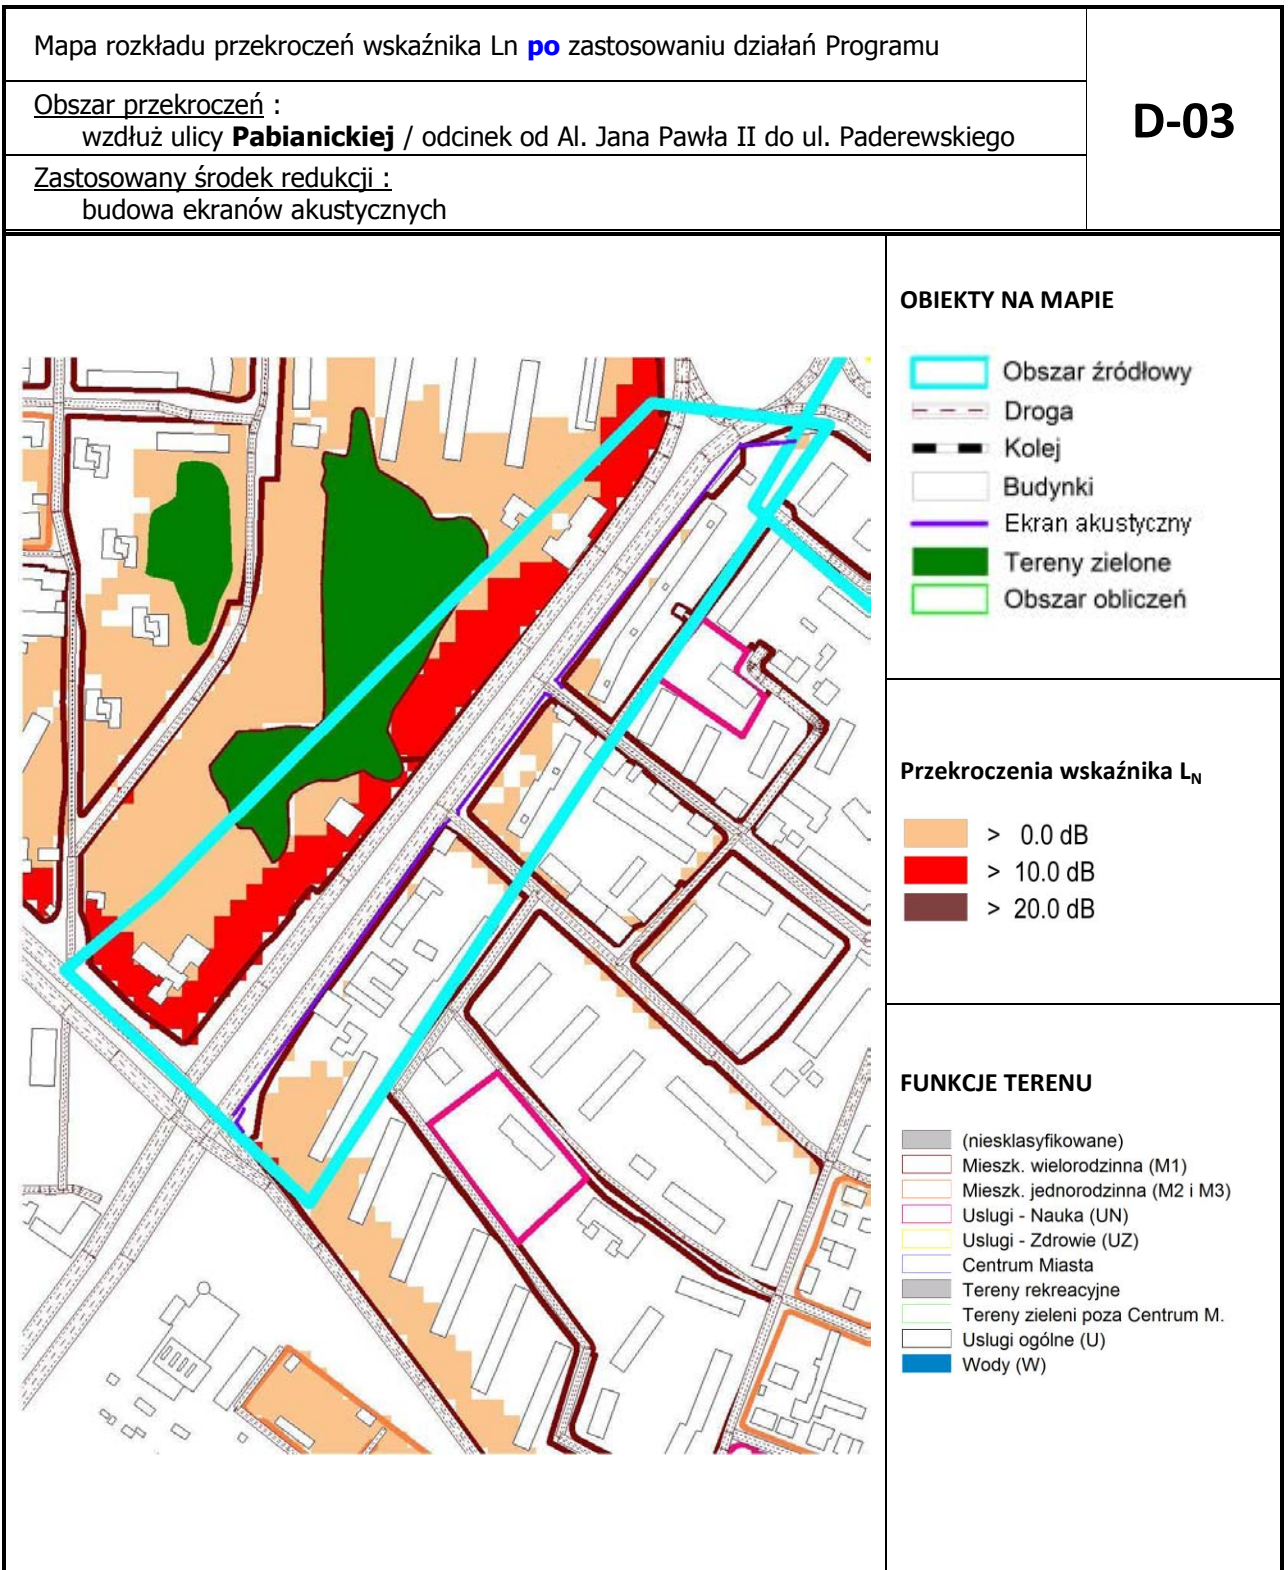 Mapa rozkładu przekroczeń wskaźnika Ln po zastosowaniu działań Programu
Obszar przekroczeń :
wzdłuż ulicy Pabianickiej / odcinek od Al. Jana Pawła II do ul. Paderewskiego
Zastosowany środek redukcji :
budowa ekranów akustycznych
D-03
OBIEKTY NA MAPIE
Obszar źródłowy
Droga
Kolej
Budynki
Ekran akustyczny
Tereny zielone
Obszar obliczeń
Przekroczenia wskaźnika LN
> 0.0 dB
> 10.0 dB
> 20.0 dB
FUNKCJE TERENU
(niesklasyfikowane)
Mieszk. wielorodzinna (M1)
Mieszk. jednorodzinna (M2 i M3)
Uslugi - Nauka (UN)
Uslugi - Zdrowie (UZ)
Centrum Miasta
Tereny rekreacyjne
Tereny zieleni poza Centrum M.
Uslugi ogólne (U)
Wody (W)